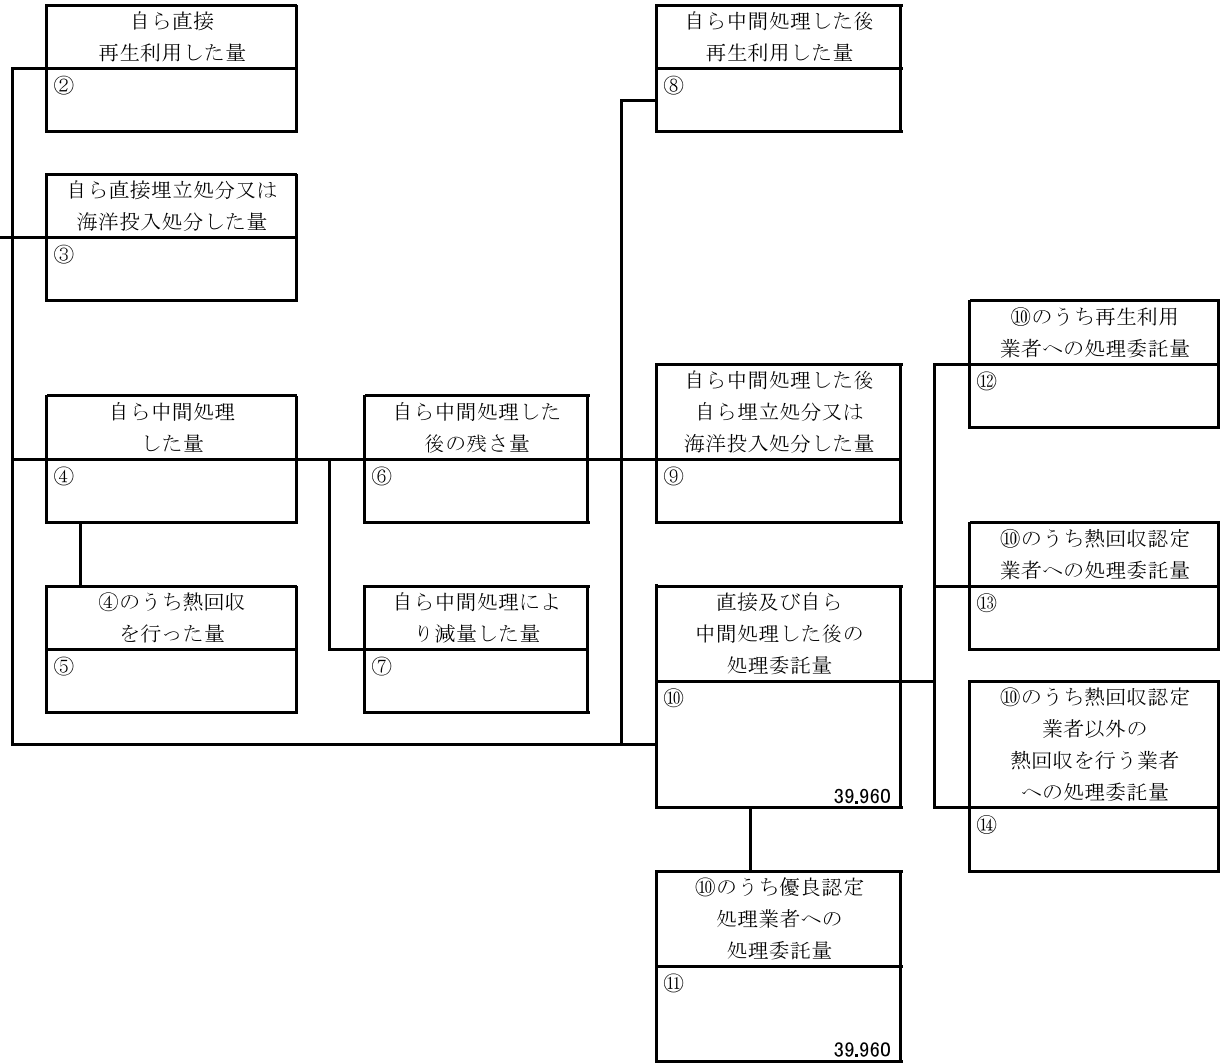 自ら直接
再生利用した量
②
自ら中間処理した後
再生利用した量
⑧
自ら直接埋立処分又は
海洋投入処分した量
③
⑩のうち再生利用
業者への処理委託量
⑫
自ら中間処理
した量
④
自ら中間処理した
後の残さ量
⑥
自ら中間処理した後
自ら埋立処分又は
海洋投入処分した量
⑨
⑩のうち熱回収認定
業者への処理委託量
⑬
④のうち熱回収
を行った量
⑤
自ら中間処理によ
り減量した量
⑦
直接及び自ら
中間処理した後の
処理委託量
⑩
39.960
⑩のうち熱回収認定
業者以外の
熱回収を行う業者
への処理委託量
⑭
⑩のうち優良認定
処理業者への
処理委託量
⑪
39.960